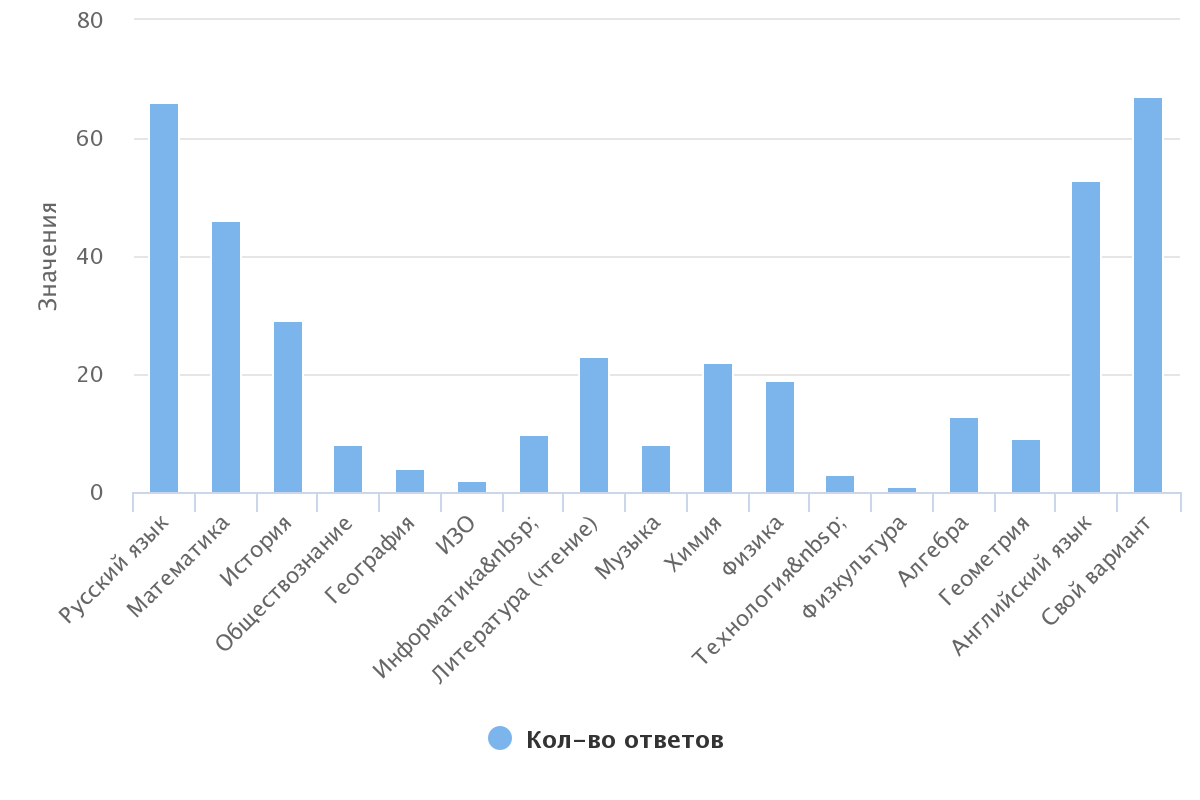 80
60
40
20
0
Значения
Русский язык
Математика
История
Обществознание
География
ИЗО
Информатика&nbsp;
Литература (чтение)
Музыка
Химия
Физика
Технология&nbsp;
Физкультура
Алгебра
Геометрия
Английский язык
Свой вариант
Кол-во ответов